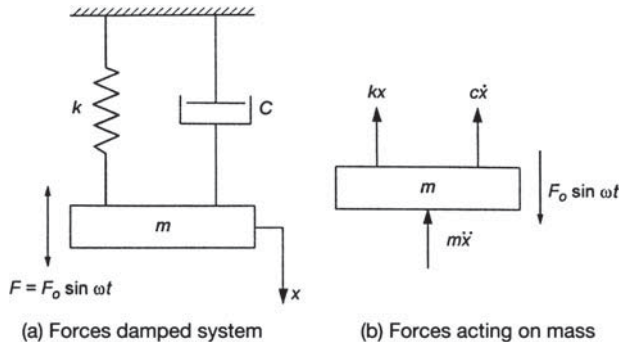 k
C
m
F = Fₒ sin ωt
x
(a) Forces damped system
kx
cẋ
m
Fₒ sin ωt
mẍ
(b) Forces acting on mass